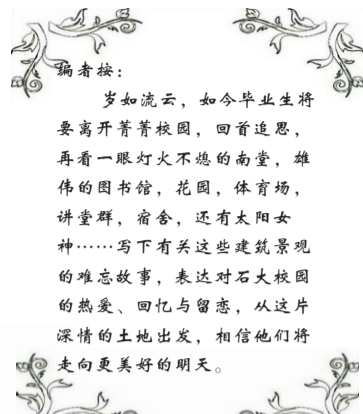 编者按：
岁如流云，如今毕业生将
要离开菁菁校园，回首追思，
再看一眼灯火不熄的南堂，雄
伟的图书馆，花园，体育场，
讲堂群，宿舍，还有太阳女
神……写下有关这些建筑景观
的难忘故事，表达对石大校园
的热爱、回忆与留恋，从这片
深情的土地出发，相信他们将
走向更美好的明天。